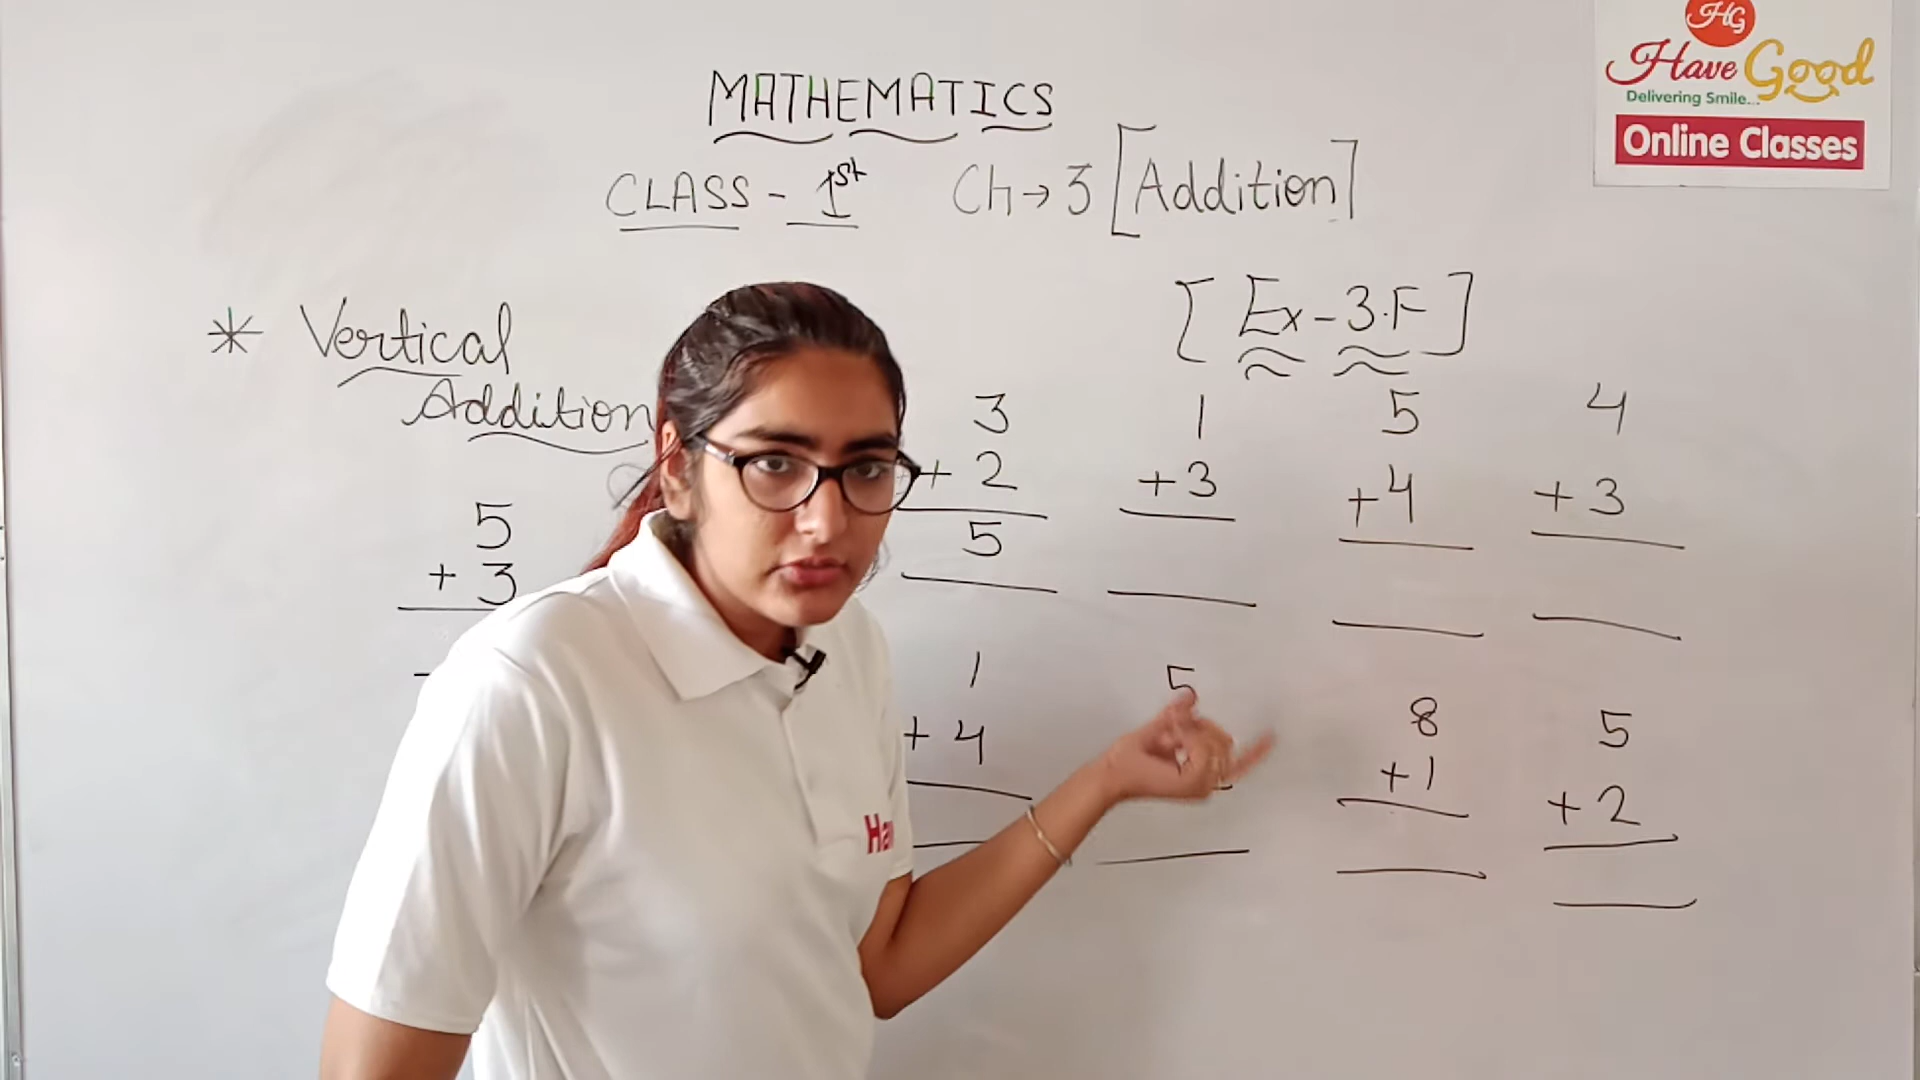 HG
Have Good
Delivering Smile...
Online Classes
MATHEMATICS
CLASS - 1st Ch → 3 [Addition]
[Ex - 3.F]
* Vertical
Addition
5
+ 3
3
+ 2
5
1
+3
5
+4
4
+ 3
1
+ 4
5
8
+1
5
+ 2